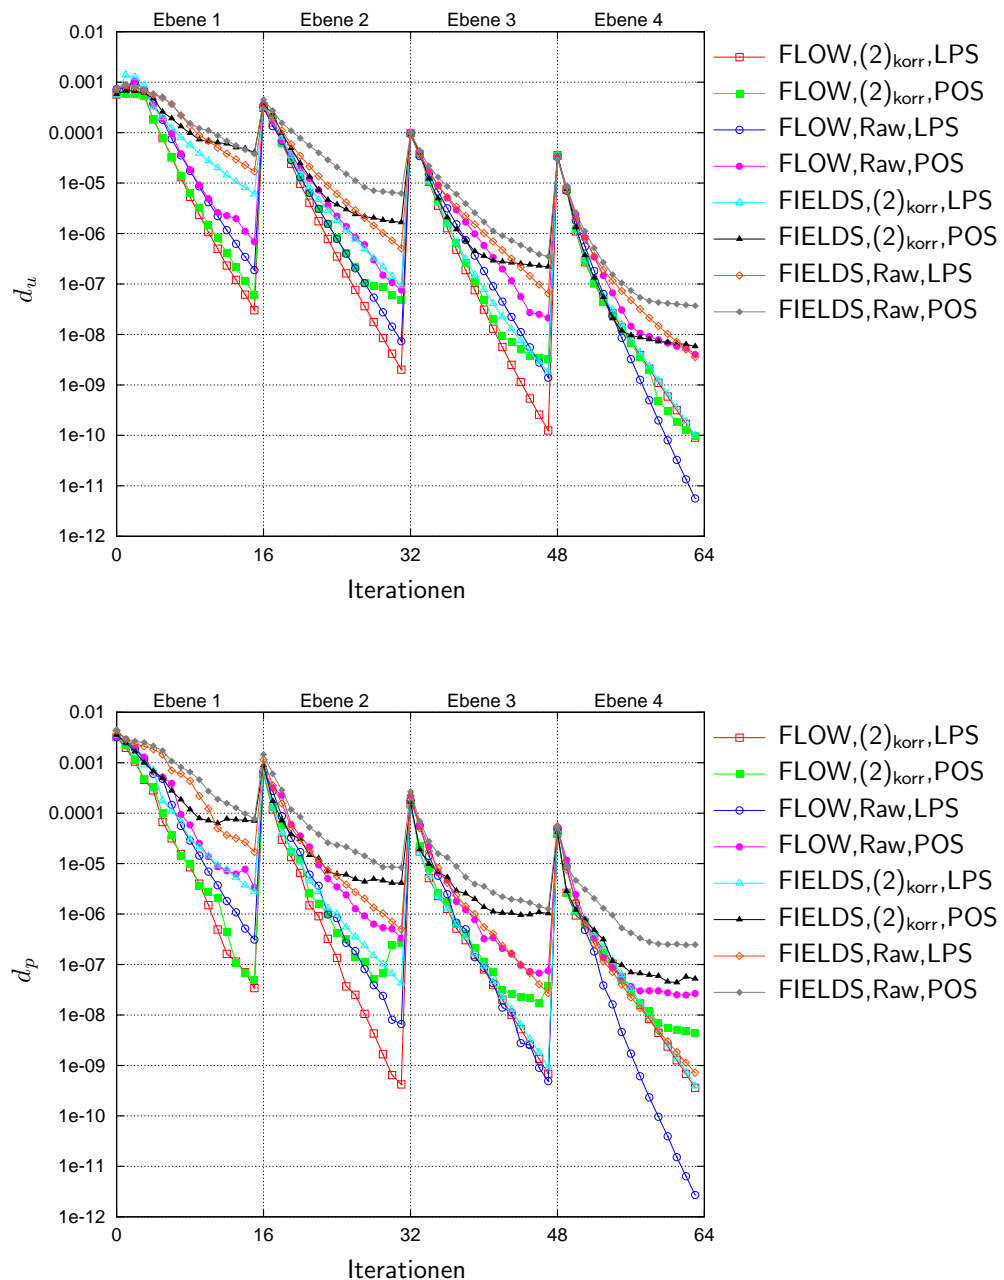 Ebene 1 Ebene 2 Ebene 3 Ebene 4
0.01
0.001
0.0001
1e-05
1e-06
1e-07
1e-08
1e-09
1e-10
1e-11
1e-12
d_u
0 16 32 48 64
Iterationen
FLOW,(2)korr,LPS
FLOW,(2)korr,POS
FLOW,Raw,LPS
FLOW,Raw,POS
FIELDS,(2)korr,LPS
FIELDS,(2)korr,POS
FIELDS,Raw,LPS
FIELDS,Raw,POS
Ebene 1 Ebene 2 Ebene 3 Ebene 4
0.01
0.001
0.0001
1e-05
1e-06
1e-07
1e-08
1e-09
1e-10
1e-11
1e-12
d_p
0 16 32 48 64
Iterationen
FLOW,(2)korr,LPS
FLOW,(2)korr,POS
FLOW,Raw,LPS
FLOW,Raw,POS
FIELDS,(2)korr,LPS
FIELDS,(2)korr,POS
FIELDS,Raw,LPS
FIELDS,Raw,POS